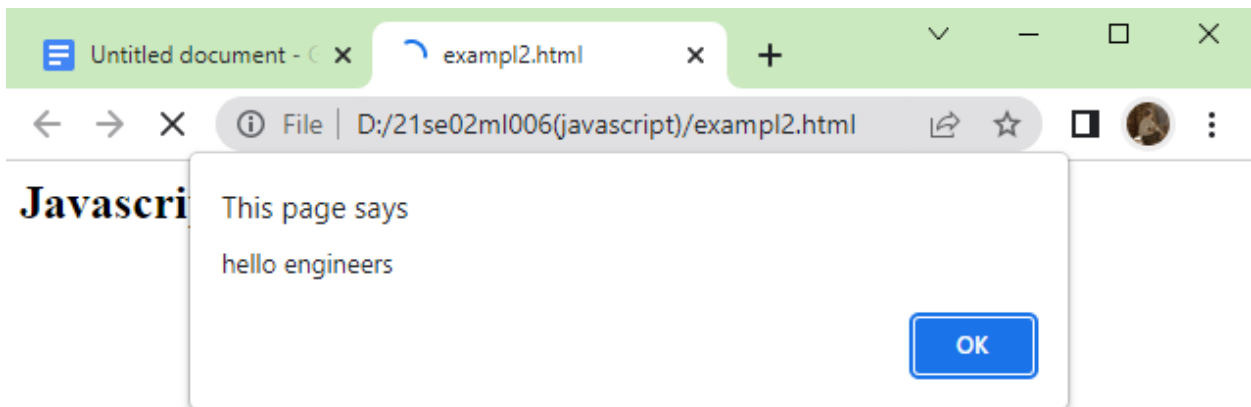 Untitled document -
exampl2.html
File | D:/21se02ml006(javascript)/exampl2.html
Javascri
This page says
hello engineers
OK